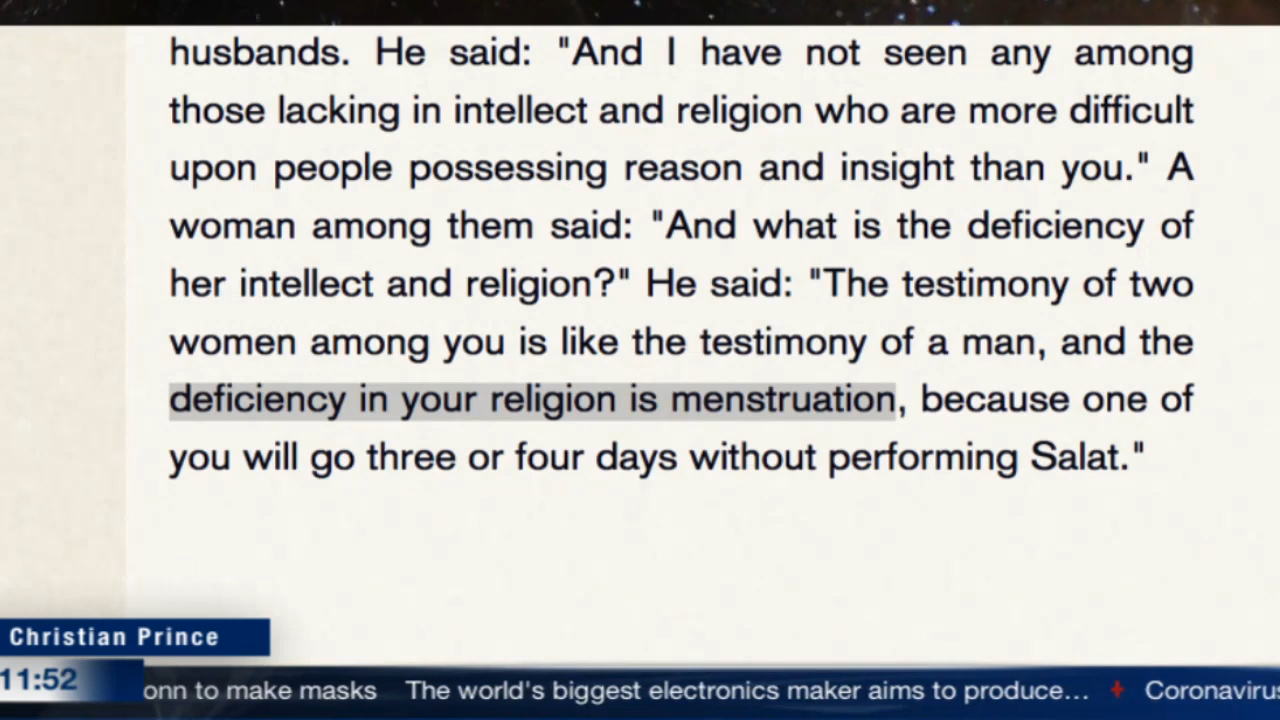 husbands. He said: "And I have not seen any among
those lacking in intellect and religion who are more difficult
upon people possessing reason and insight than you." A
woman among them said: "And what is the deficiency of
her intellect and religion?" He said: "The testimony of two
women among you is like the testimony of a man, and the
deficiency in your religion is menstruation, because one of
you will go three or four days without performing Salat."
Christian Prince
11:52
onn to make masks The world's biggest electronics maker aims to produce... Coronavirus